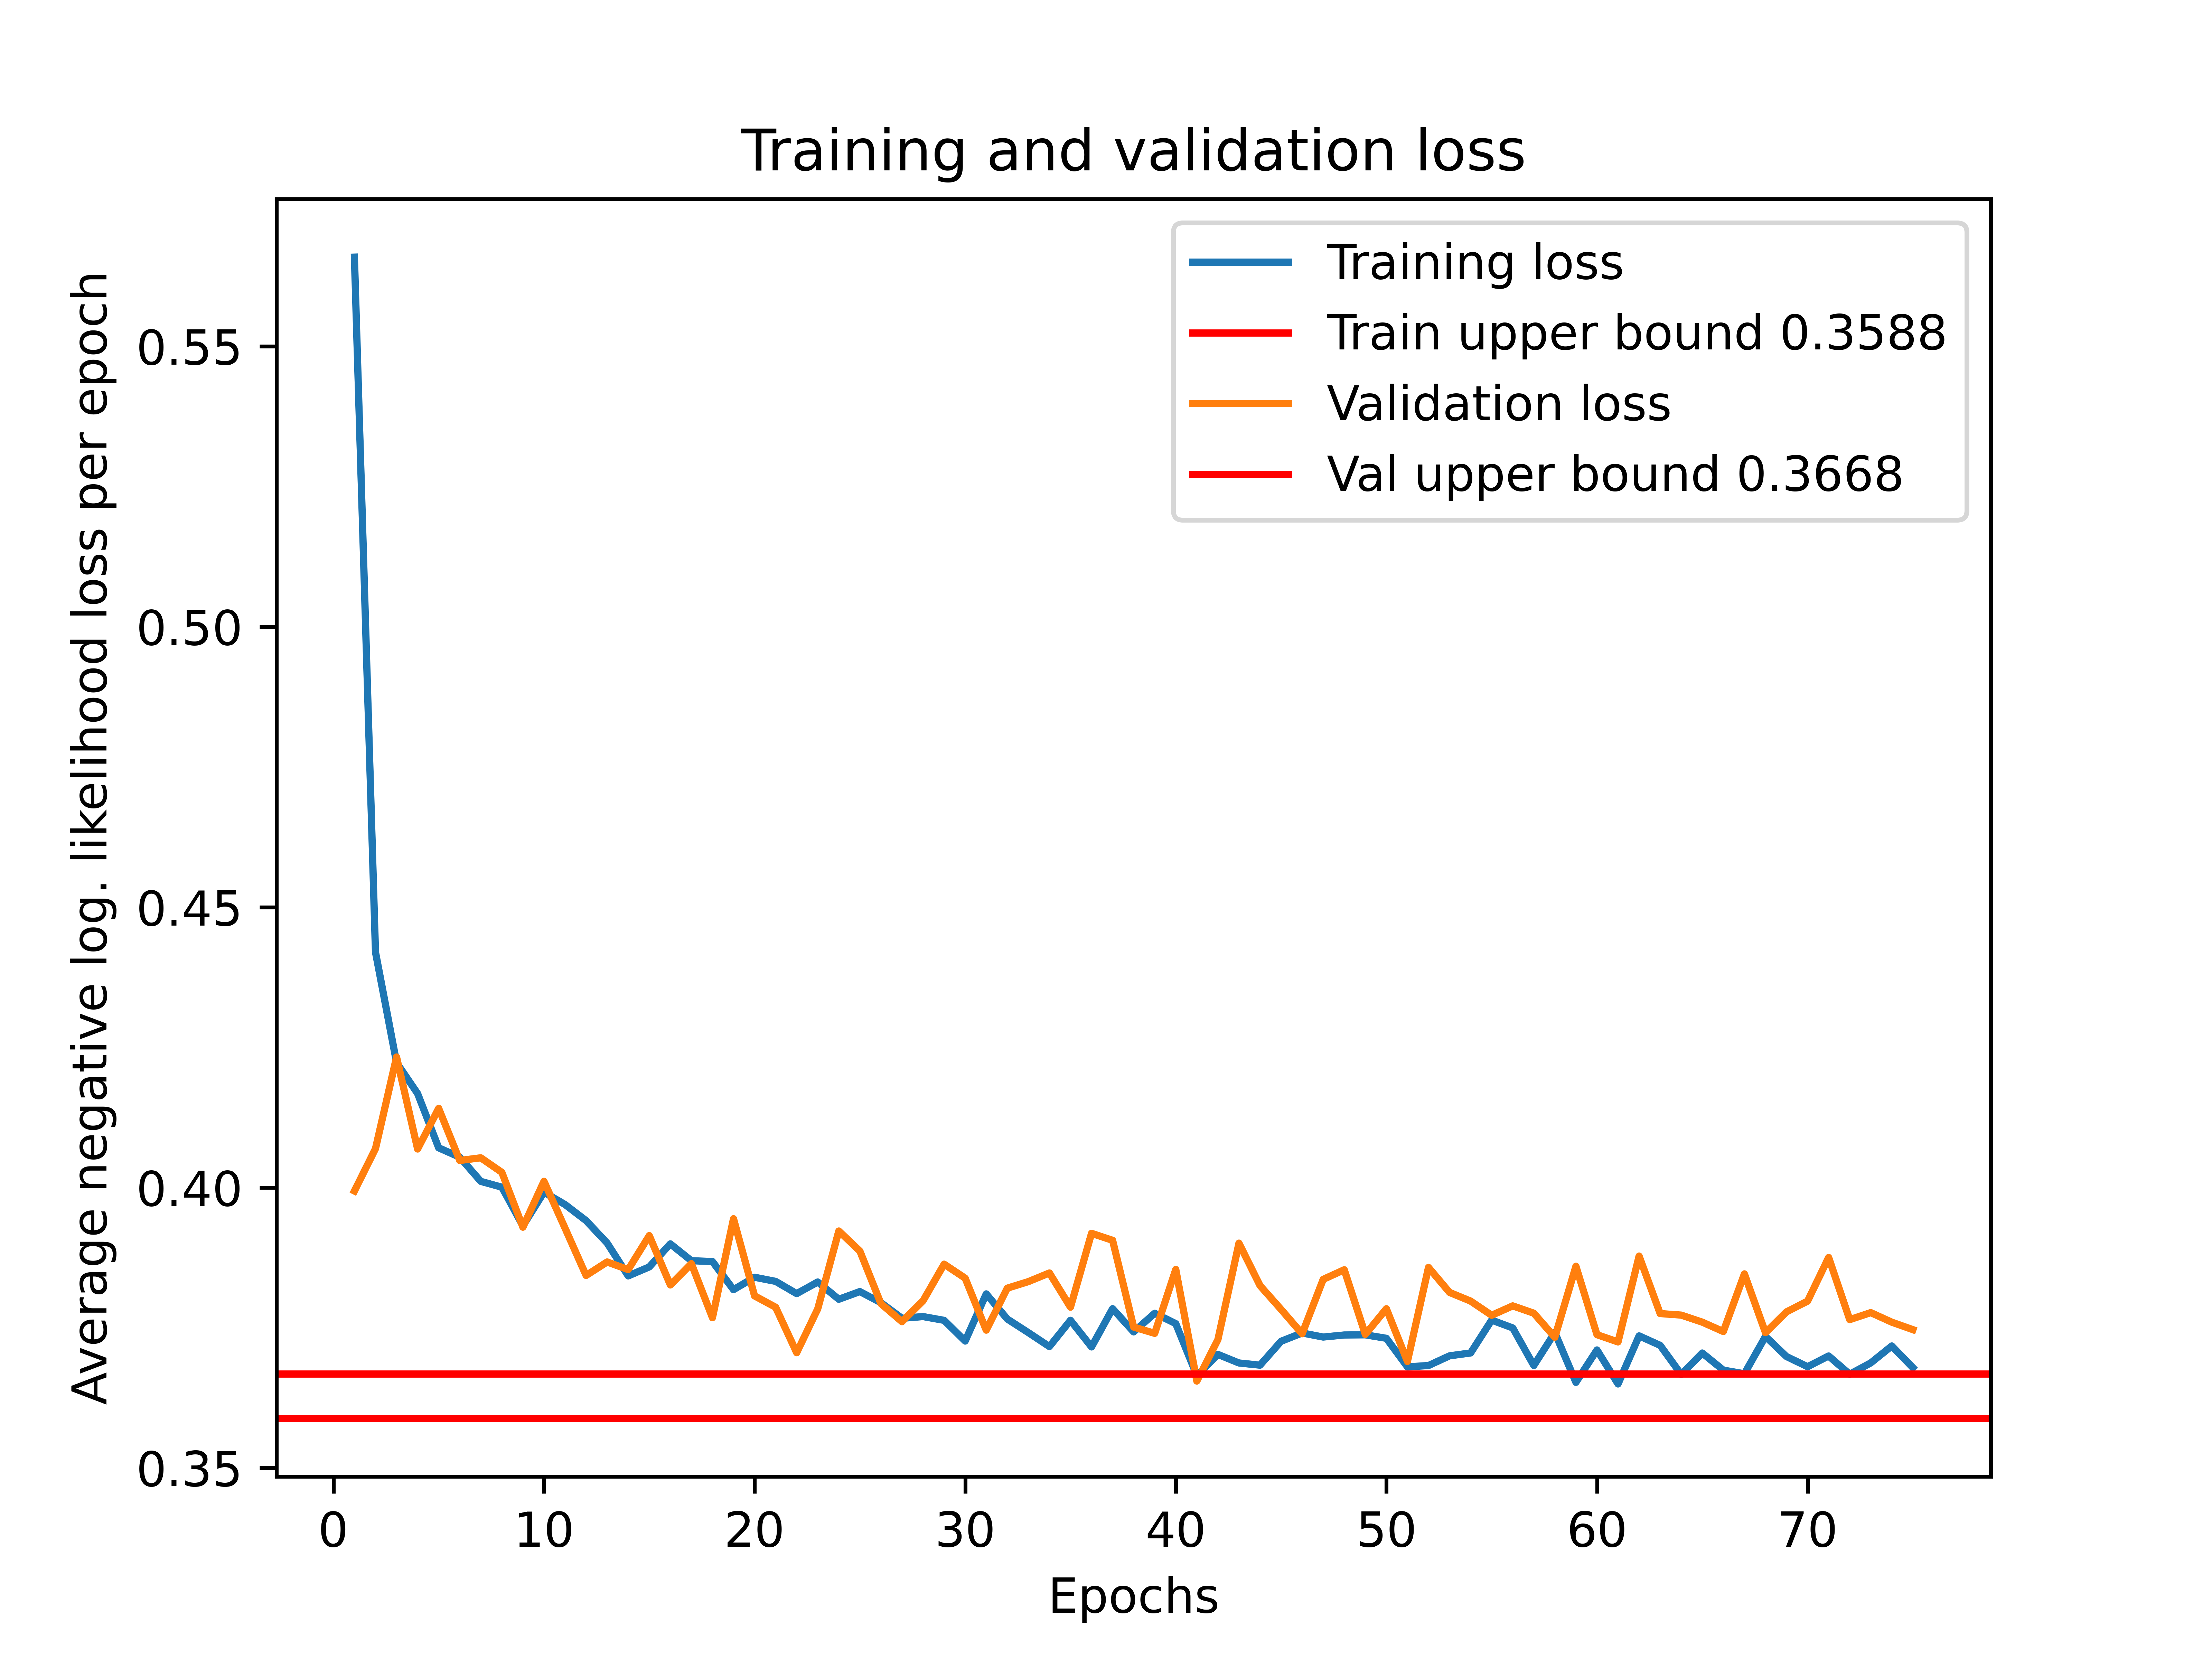 Training and validation loss
Training loss
Train upper bound 0.3588
Validation loss
Val upper bound 0.3668
Average negative log. likelihood loss per epoch
0.55
0.50
0.45
0.40
0.35
0 10 20 30 40 50 60 70
Epochs